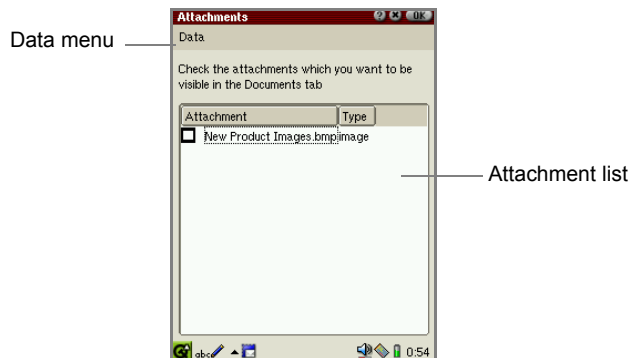 Attachments ? × OK
Data menu
Data
Check the attachments which you want to be
visible in the Documents tab
Attachment Type
New Product Images.bmp image
Attachment list
abc 0:54